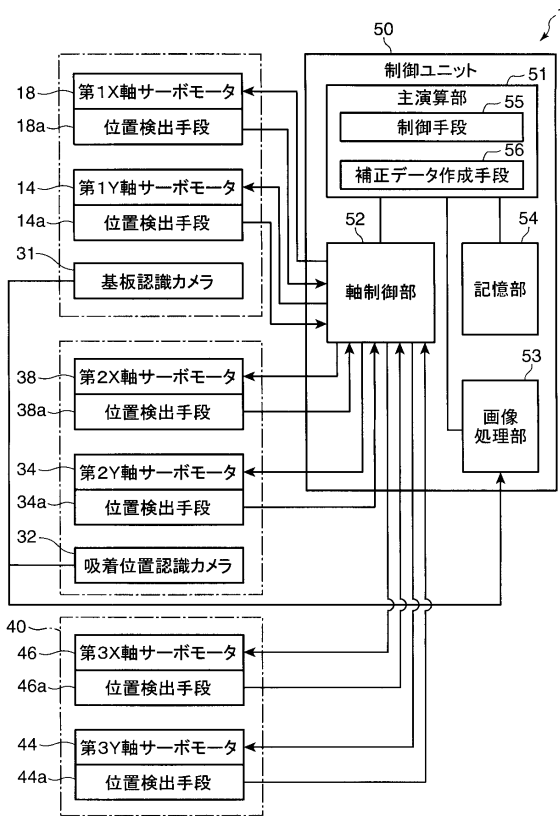 50
制御ユニット
51
主演算部
55
制御手段
56
補正データ作成手段
52
軸制御部
54
記憶部
53
画像
処理部
18
第1X軸サーボモータ
18a
位置検出手段
14
第1Y軸サーボモータ
14a
位置検出手段
31
基板認識カメラ
38
第2X軸サーボモータ
38a
位置検出手段
34
第2Y軸サーボモータ
34a
位置検出手段
32
吸着位置認識カメラ
40
46
第3X軸サーボモータ
46a
位置検出手段
44
第3Y軸サーボモータ
44a
位置検出手段